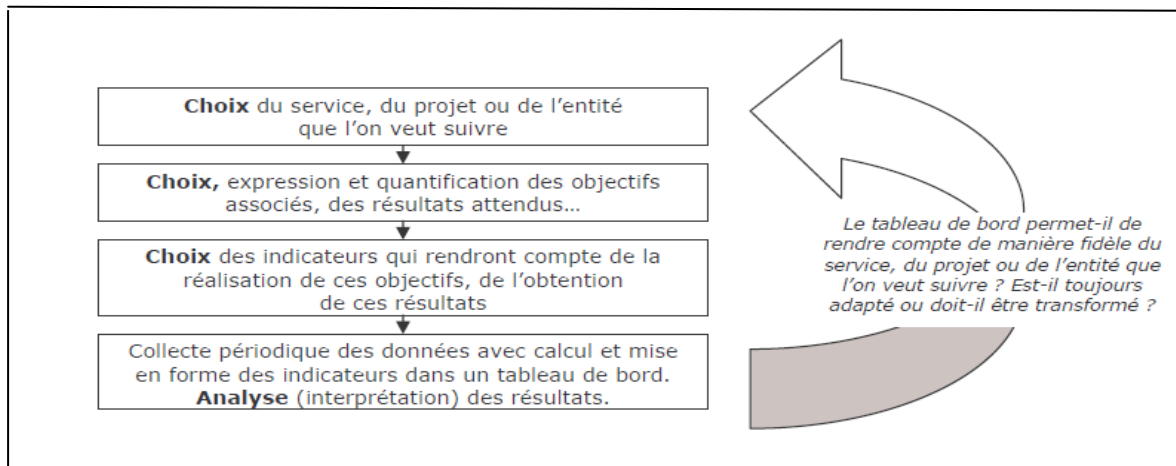 Choix du service, du projet ou de l'entité
que l'on veut suivre
Choix, expression et quantification des objectifs
associés, des résultats attendus...
Choix des indicateurs qui rendront compte de la
réalisation de ces objectifs, de l'obtention
de ces résultats
Collecte périodique des données avec calcul et mise
en forme des indicateurs dans un tableau de bord.
Analyse (interprétation) des résultats.
Le tableau de bord permet-il de
rendre compte de manière fidèle du
service, du projet ou de l'entité que
l'on veut suivre ? Est-il toujours
adapté ou doit-il être transformé ?